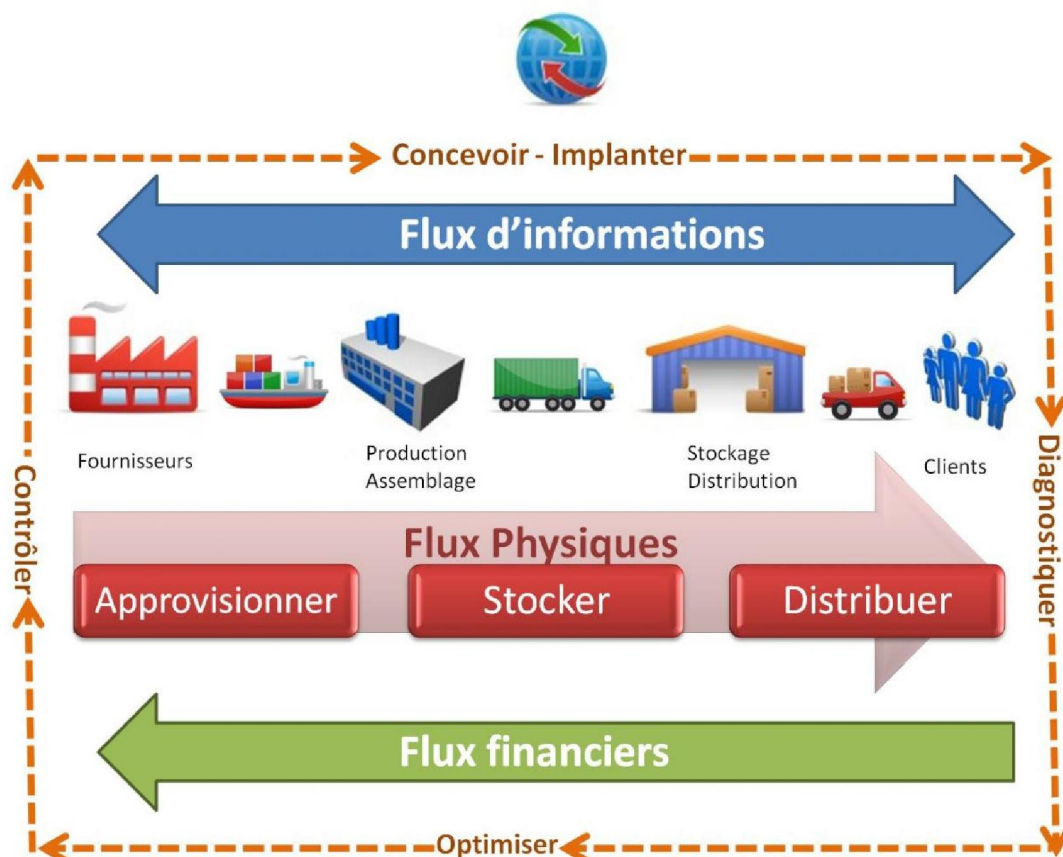 Concevoir - Implanter
Flux d'informations
Fournisseurs
Production
Assemblage
Stockage
Distribution
Clients
Contrôler
Diagnostiquer
Flux Physiques
Approvisionner
Stocker
Distribuer
Flux financiers
Optimiser